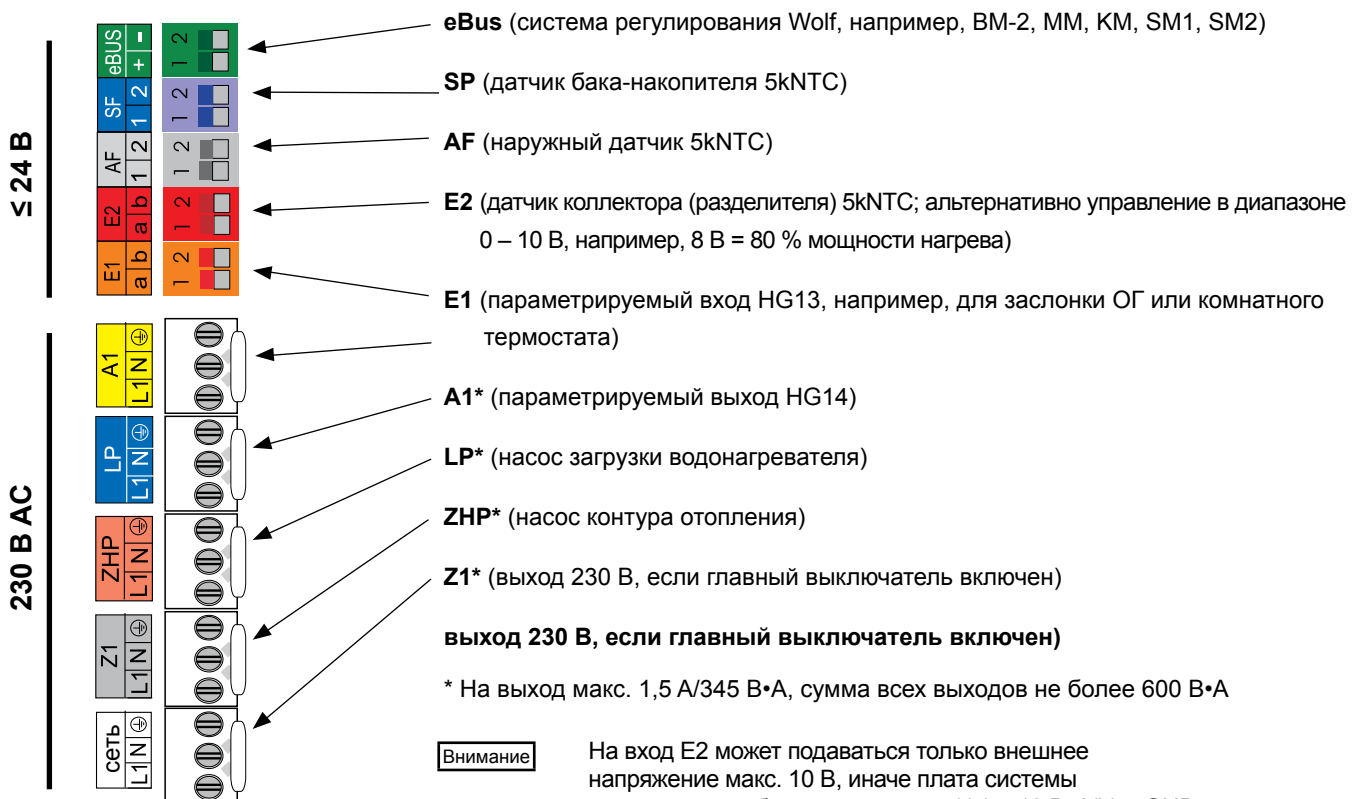 ≤ 24 В
230 В AC
eBUS - +
2 1
SF 2 1
2 1
AF 2 1
2 1
E2 b a
2 1
E1 b a
2 1
A1 L1 N
LP L1 N
ZHP L1 N
Z1 L1 N
сеть L1 N
eBus (система регулирования Wolf, например, BM-2, MM, KM, SM1, SM2)
SP (датчик бака-накопителя 5kNTC)
AF (наружный датчик 5kNTC)
E2 (датчик коллектора (разделителя) 5kNTC; альтернативно управление в диапазоне
0 – 10 В, например, 8 В = 80 % мощности нагрева)
E1 (параметрируемый вход HG13, например, для заслонки ОГ или комнатного
термостата)
A1* (параметрируемый выход HG14)
LP* (насос загрузки водонагревателя)
ZHP* (насос контура отопления)
Z1* (выход 230 В, если главный выключатель включен)
выход 230 В, если главный выключатель включен)
* На выход макс. 1,5 A/345 В•А, сумма всех выходов не более 600 В•А
Внимание
На вход E2 может подаваться только внешнее
напряжение макс. 10 В, иначе плата системы